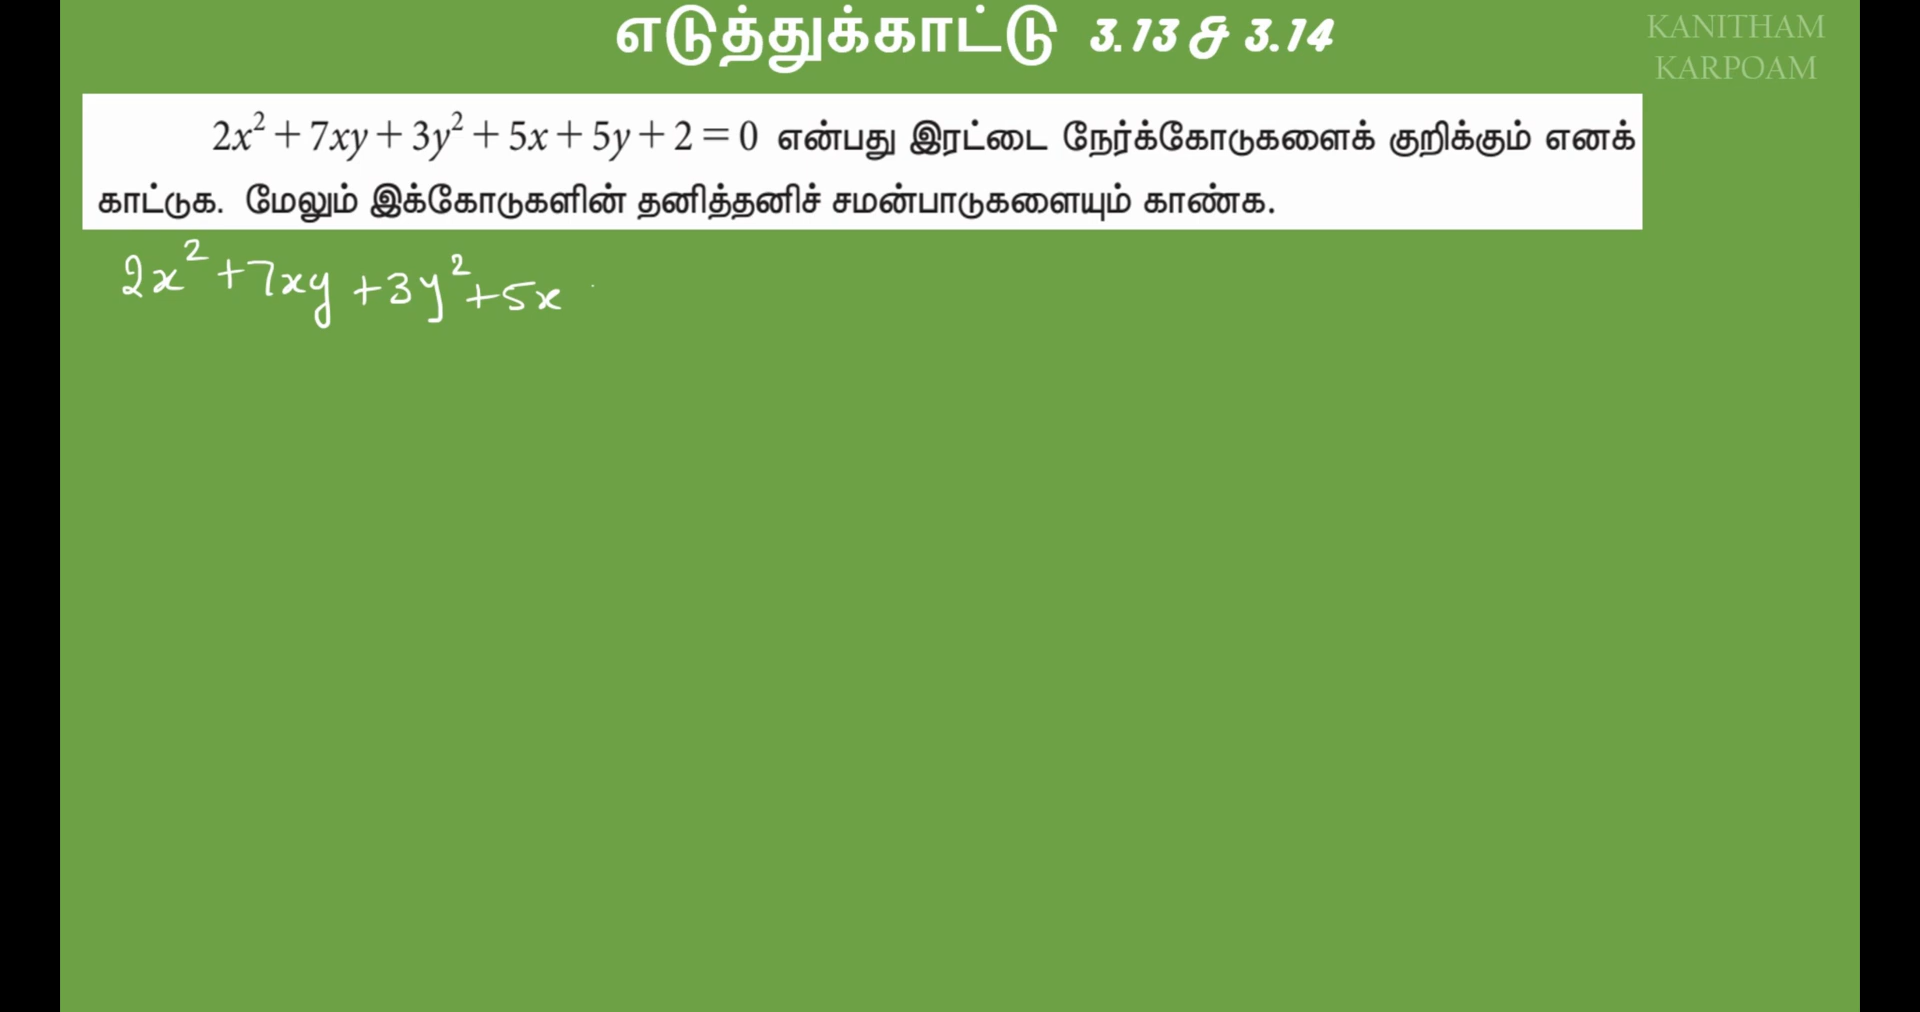 எடுத்துக்காட்டு 3.13 & 3.14
KANITHAM
KARPOAM
2x² + 7xy + 3y² + 5x + 5y + 2 = 0 என்பது இரட்டை நேர்க்கோடுகளைக் குறிக்கும் எனக்
காட்டுக. மேலும் இக்கோடுகளின் தனித்தனிச் சமன்பாடுகளையும் காண்க.
2x² + 7xy + 3y² + 5x